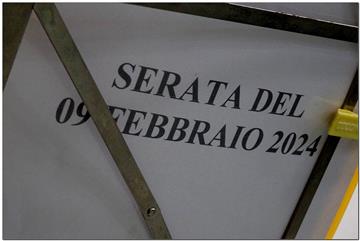 SERATA DEL
09 FEBBRAIO 2024